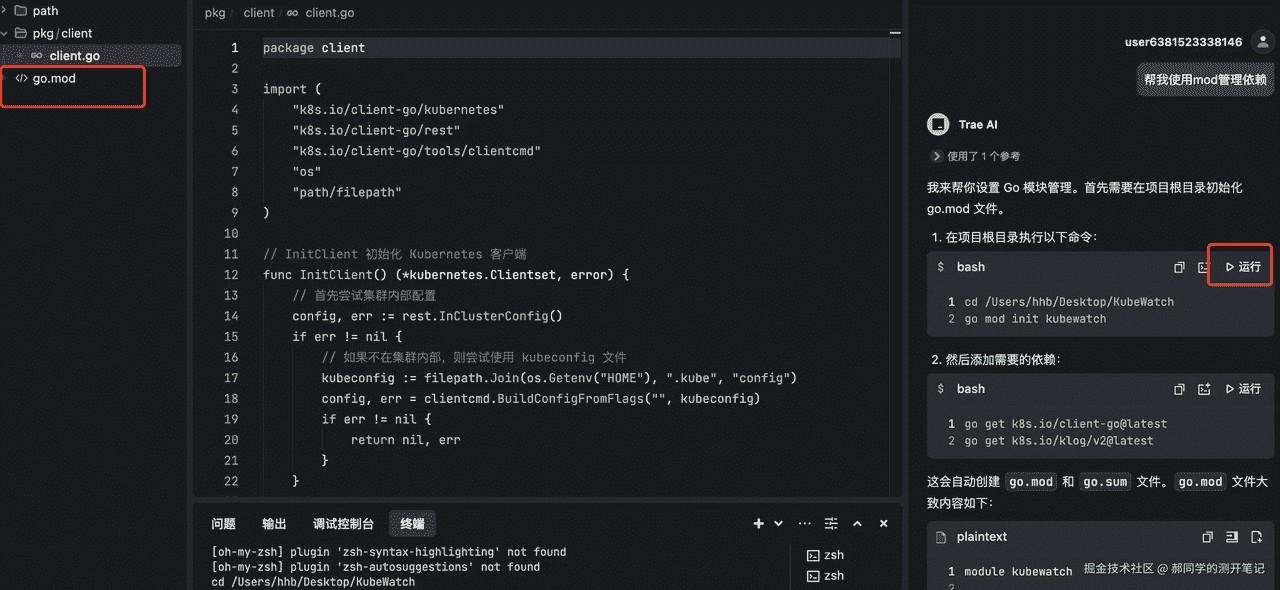 path
pkg/client
client.go
go.mod
pkg / client / client.go
1 package client
2
3 import (
4 "k8s.io/client-go/kubernetes"
5 "k8s.io/client-go/rest"
6 "k8s.io/client-go/tools/clientcmd"
7 "os"
8 "path/filepath"
9 )
10
11 // InitClient 初始化 Kubernetes 客户端
12 func InitClient() (*kubernetes.Clientset, error) {
13 // 首先尝试集群内部配置
14 config, err := rest.InClusterConfig()
15 if err != nil {
16 // 如果不在集群内部，则尝试使用 kubeconfig 文件
17 kubeconfig := filepath.Join(os.Getenv("HOME"), ".kube", "config")
18 config, err = clientcmd.BuildConfigFromFlags("", kubeconfig)
19 if err != nil {
20 return nil, err
21 }
22 }
问题 输出 调试控制台 终端
[oh-my-zsh] plugin 'zsh-syntax-highlighting' not found
[oh-my-zsh] plugin 'zsh-autosuggestions' not found
cd /Users/hhb/Desktop/KubeWatch
zsh
zsh
user6381523338146
帮我使用mod管理依赖
Trae AI
使用了 1 个参考
我来帮你设置 Go 模块管理。首先需要在项目根目录初始化
go.mod 文件。
1. 在项目根目录执行以下命令：
$ bash 运行
1 cd /Users/hhb/Desktop/KubeWatch
2 go mod init kubewatch
2. 然后添加需要的依赖：
$ bash 运行
1 go get k8s.io/client-go@latest
2 go get k8s.io/klog/v2@latest
这会自动创建 go.mod 和 go.sum 文件。go.mod 文件大
致内容如下：
plaintext
1 module kubewatch
2
掘金技术社区 @ 郝同学的测开笔记